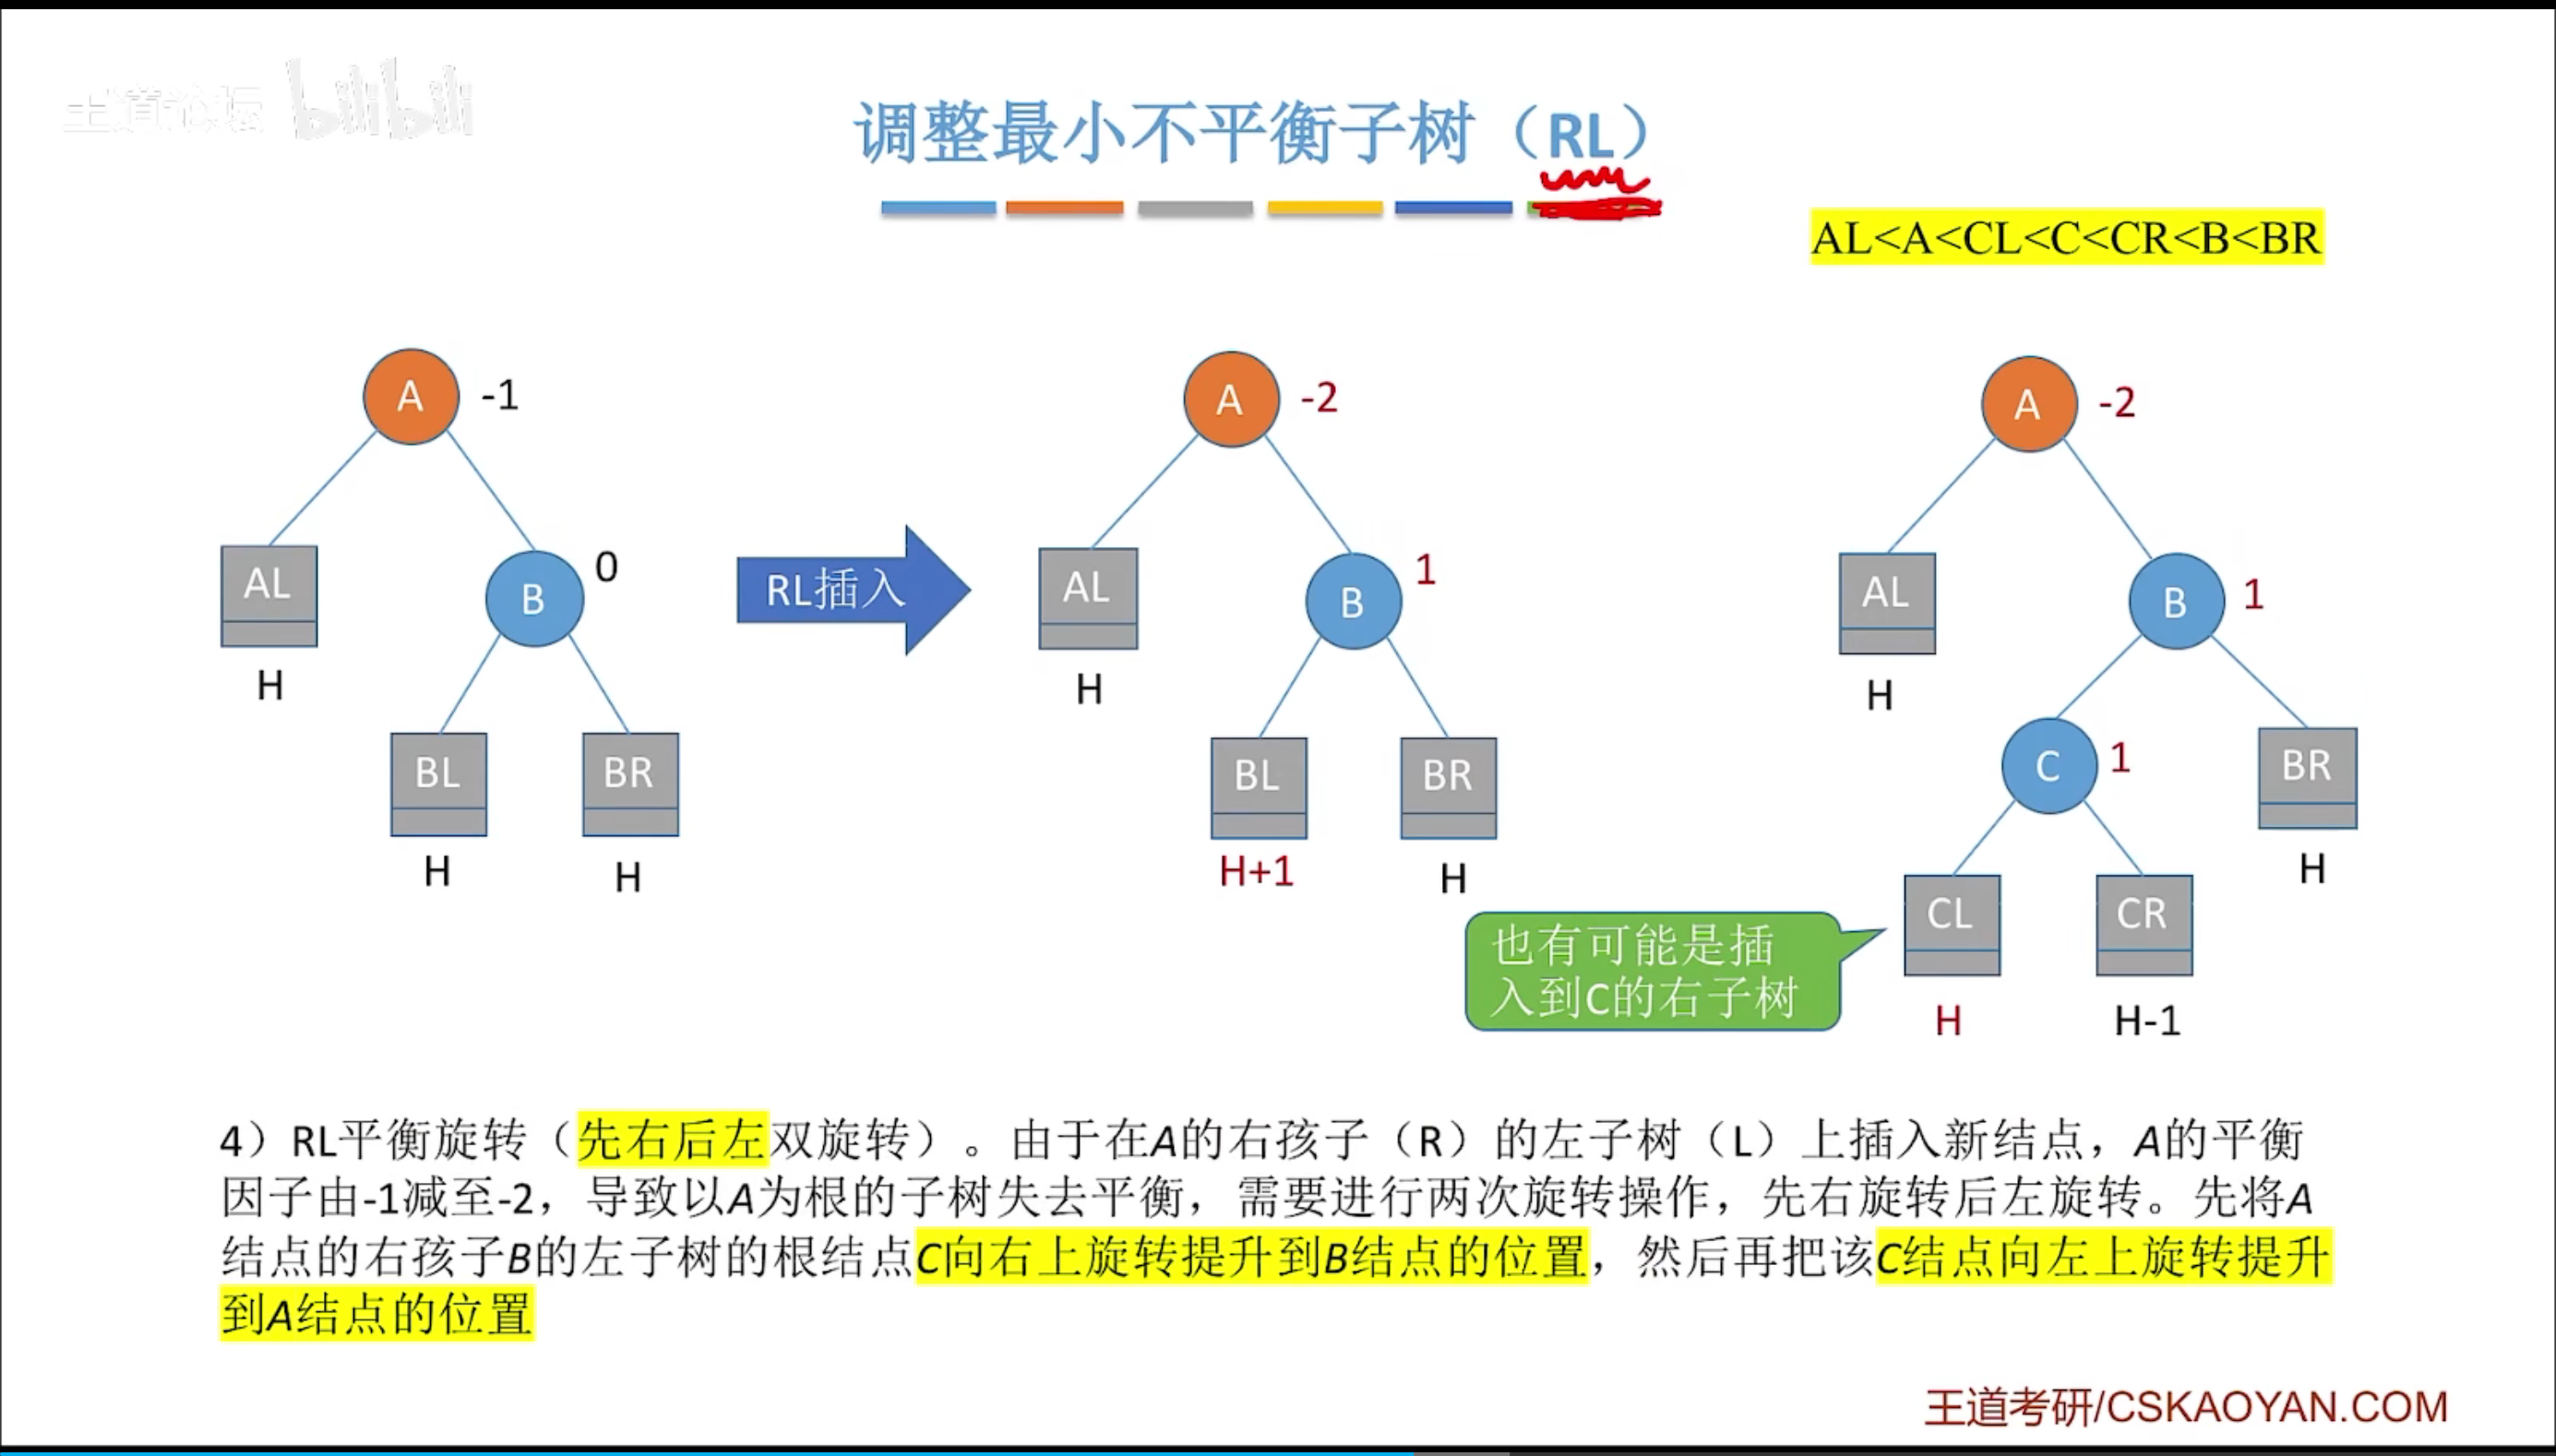 王道论坛 bilibili
调整最小不平衡子树（RL）
AL<A<CL<C<CR<B<BR
A -1
AL
H
B 0
BL
H
BR
H
RL插入
A -2
AL
H
B 1
BL
H+1
BR
H
A -2
AL
H
B 1
C 1
BR
H
CL
H
CR
H-1
也有可能是插
入到C的右子树
4）RL平衡旋转（先右后左双旋转）。由于在A的右孩子（R）的左子树（L）上插入新结点，A的平衡
因子由-1减至-2，导致以A为根的子树失去平衡，需要进行两次旋转操作，先右旋转后左旋转。先将A
结点的右孩子B的左子树的根结点C向右上旋转提升到B结点的位置，然后再把该C结点向左上旋转提升
到A结点的位置
王道考研/CSKAOYAN.COM